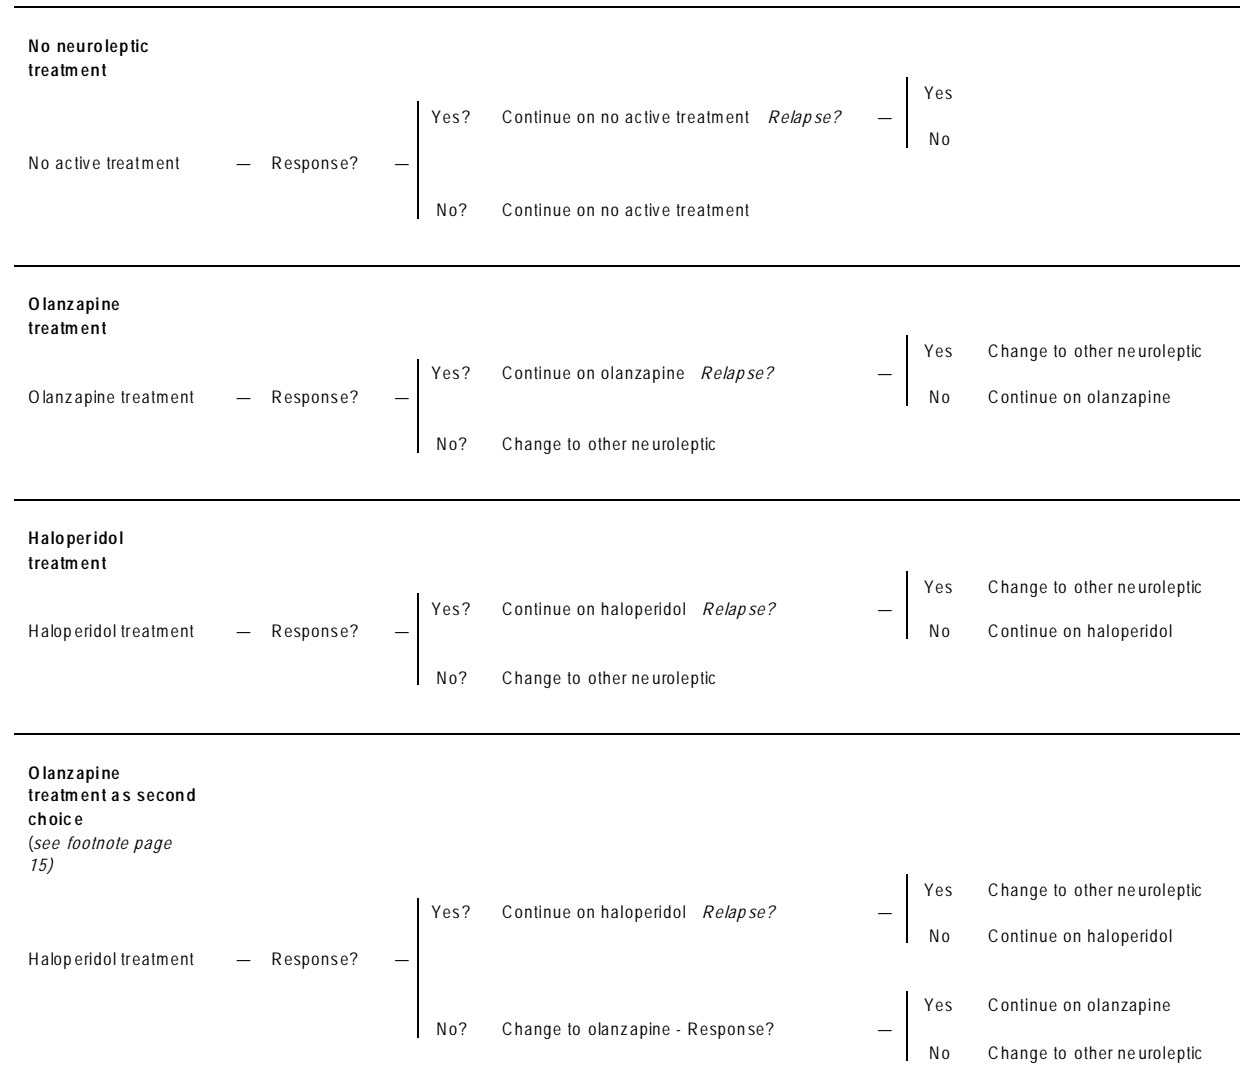 No neuroleptic
treatment
Yes
Yes? Continue on no active treatment Relapse? —
No
No active treatment — Response? —
No? Continue on no active treatment
Olanzapine
treatment
Yes Change to other neuroleptic
Yes? Continue on olanzapine Relapse? —
Olanzapine treatment — Response? — No Continue on olanzapine
No? Change to other neuroleptic
Haloperidol
treatment
Yes Change to other neuroleptic
Yes? Continue on haloperidol Relapse? —
Haloperidol treatment — Response? — No Continue on haloperidol
No? Change to other neuroleptic
Olanzapine
treatment as second
choice
(see footnote page
15)
Yes Change to other neuroleptic
Yes? Continue on haloperidol Relapse? —
No Continue on haloperidol
Haloperidol treatment — Response? —
Yes Continue on olanzapine
No? Change to olanzapine - Response? —
No Change to other neuroleptic